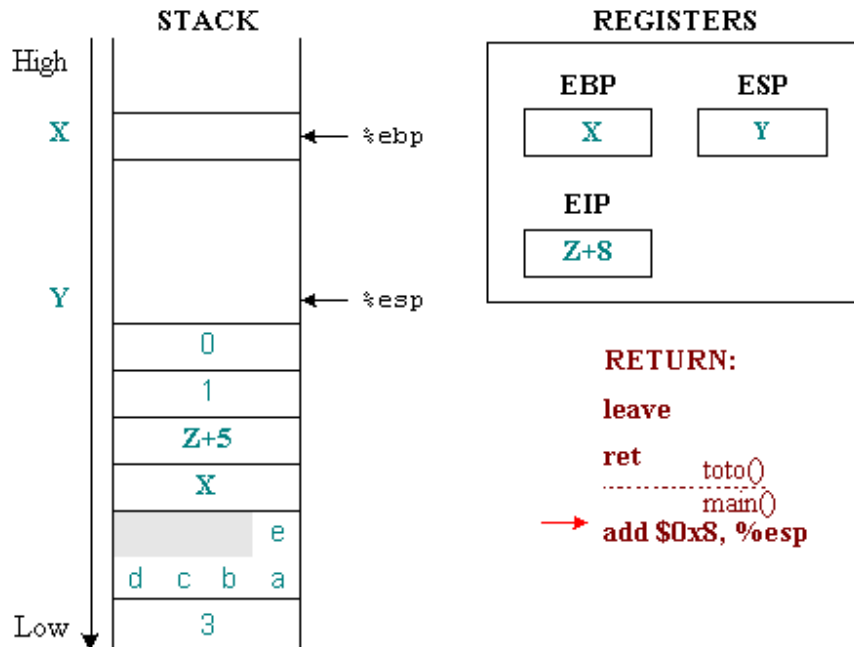 STACK
High
X
%ebp
Y
%esp
0
1
Z+5
X
e
d c b a
Low
3
REGISTERS
EBP
ESP
X
Y
EIP
Z+8
RETURN:
leave
ret
toto()
main()
add $0x8, %esp